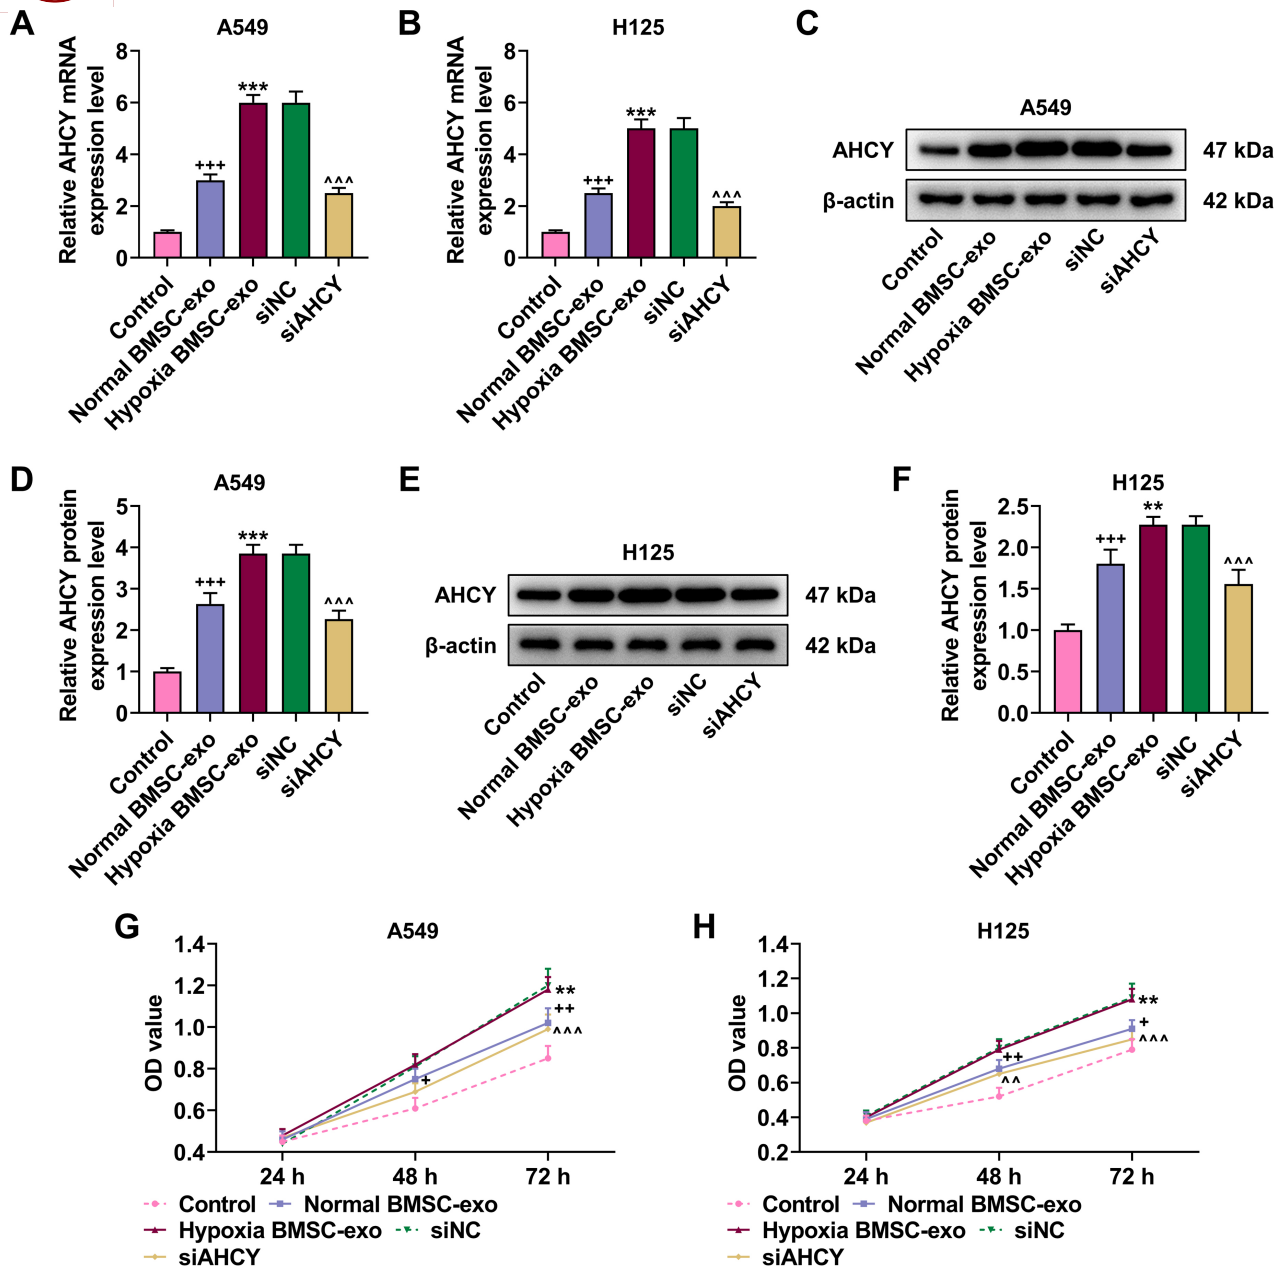 A
A549
Relative AHCY mRNA
expression level
8
6
4
2
0
+++
***
^^^
Control
Normal BMSC-exo
Hypoxia BMSC-exo
siNC
siAHCY
B
H125
Relative AHCY mRNA
expression level
8
6
4
2
0
+++
***
^^^
Control
Normal BMSC-exo
Hypoxia BMSC-exo
siNC
siAHCY
C
A549
AHCY
47 kDa
β-actin
42 kDa
Control
Normal BMSC-exo
Hypoxia BMSC-exo
siNC
siAHCY
D
A549
Relative AHCY protein
expression level
5
4
3
2
1
0
+++
***
^^^
Control
Normal BMSC-exo
Hypoxia BMSC-exo
siNC
siAHCY
E
H125
AHCY
47 kDa
β-actin
42 kDa
Control
Normal BMSC-exo
Hypoxia BMSC-exo
siNC
siAHCY
F
H125
Relative AHCY protein
expression level
2.5
2.0
1.5
1.0
0.5
0.0
+++
**
^^^
Control
Normal BMSC-exo
Hypoxia BMSC-exo
siNC
siAHCY
G
A549
OD value
1.4
1.2
1.0
0.8
0.6
0.4
+
**
++
^^^
24 h
48 h
72 h
Control
Normal BMSC-exo
Hypoxia BMSC-exo
siNC
siAHCY
H
H125
OD value
1.4
1.2
1.0
0.8
0.6
0.4
0.2
++
^^
**
+
^^^
24 h
48 h
72 h
Control
Normal BMSC-exo
Hypoxia BMSC-exo
siNC
siAHCY